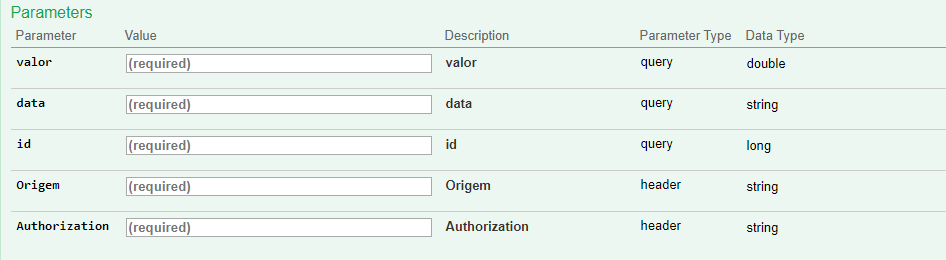 Parameters
Parameter Value Description Parameter Type Data Type
valor (required) valor query double
data (required) data query string
id (required) id query long
Origem (required) Origem header string
Authorization (required) Authorization header string